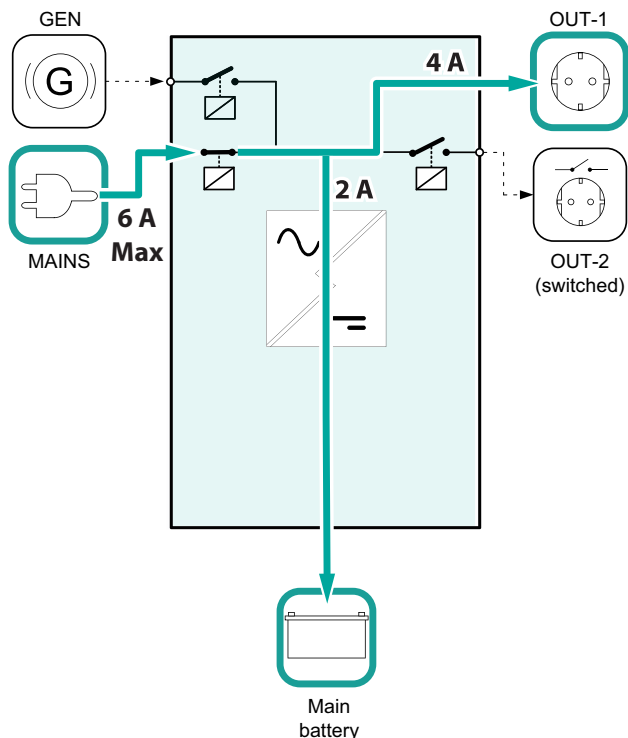 GEN
OUT-1
G
4 A
MAINS
6 A
Max
2 A
OUT-2
(switched)
Main
battery